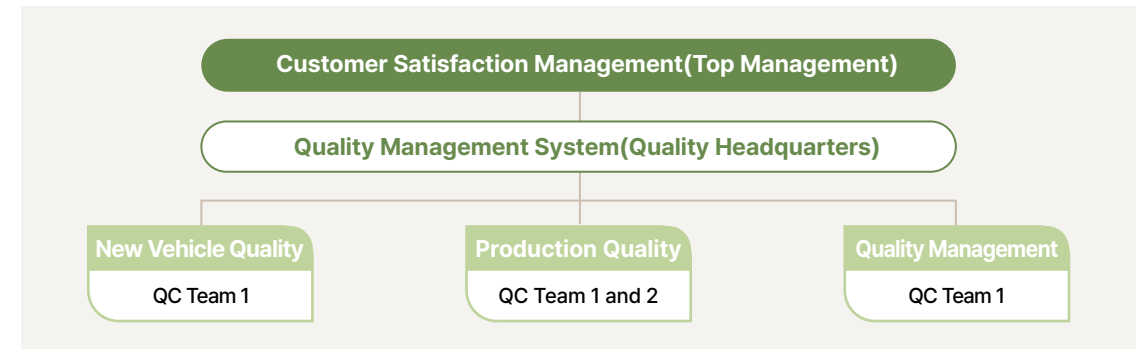 Customer Satisfaction Management(Top Management)
Quality Management System(Quality Headquarters)
New Vehicle Quality
QC Team 1
Production Quality
QC Team 1 and 2
Quality Management
QC Team 1